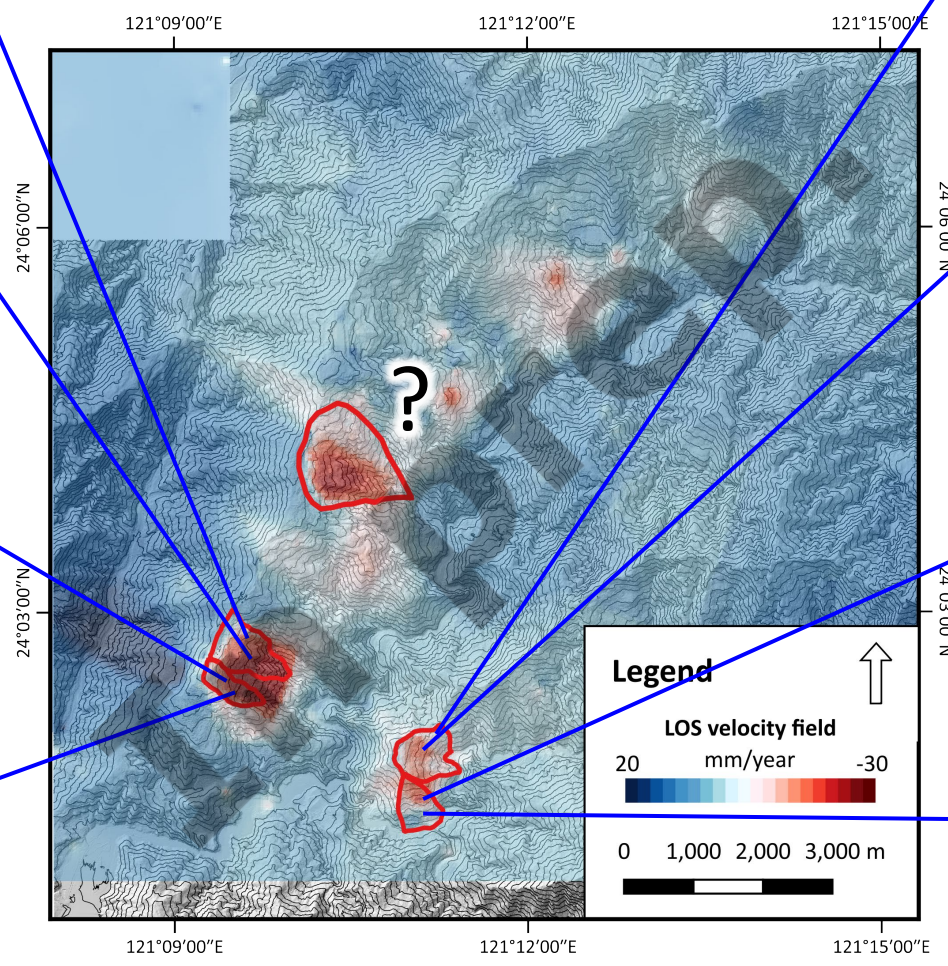 121°09′00″E 121°12′00″E 121°15′00″E
24°06′00″N
24 06 00 N
?
24°03′00″N
24 03 00 N
Legend
LOS velocity field
20 mm/year -30
0 1,000 2,000 3,000 m
121°09′00″E 121°12′00″E 121°15′00″E